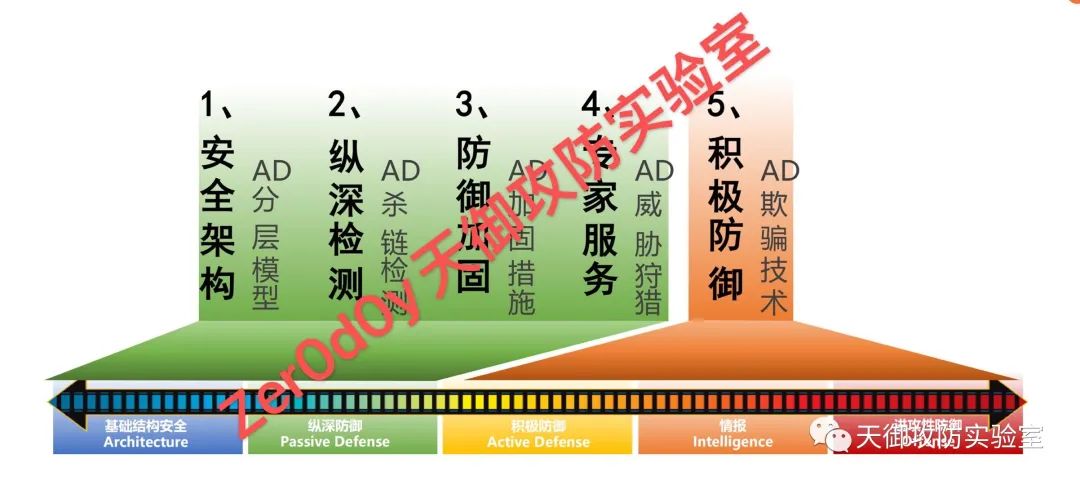 1、
安全架构
AD分层模型
2、
纵深检测
AD杀链检测
3、
防御加固
AD加固措施
4、
专家服务
AD威胁狩猎
5、
积极防御
AD欺骗技术
Zer0d0y天御攻防实验室
基础结构安全
Architecture
纵深防御
Passive Defense
积极防御
Active Defense
情报
Intelligence
进攻性防御
Offense
天御攻防实验室